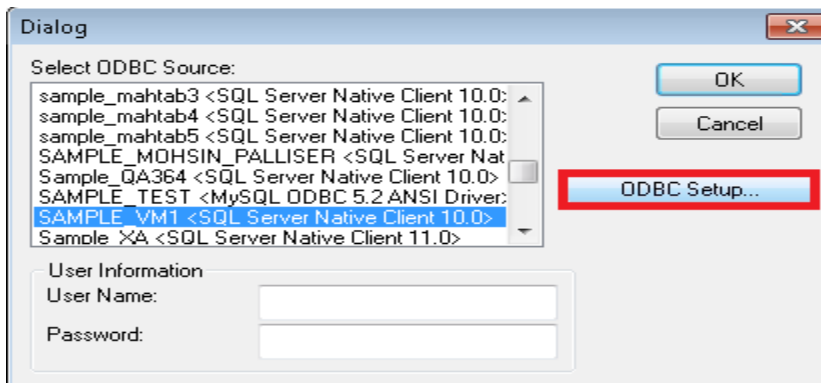 Dialog
Select ODBC Source:
sample_mahtab3 <SQL Server Native Client 10.0>
sample_mahtab4 <SQL Server Native Client 10.0>
sample_mahtab5 <SQL Server Native Client 10.0>
SAMPLE_MOHSIN_PALLISER <SQL Server Nat
Sample_QA364 <SQL Server Native Client 10.0>
SAMPLE_TEST <MySQL ODBC 5.2 ANSI Driver>
SAMPLE_VM1 <SQL Server Native Client 10.0>
Sample_XA <SQL Server Native Client 11.0>
OK
Cancel
ODBC Setup...
User Information
User Name:
Password: